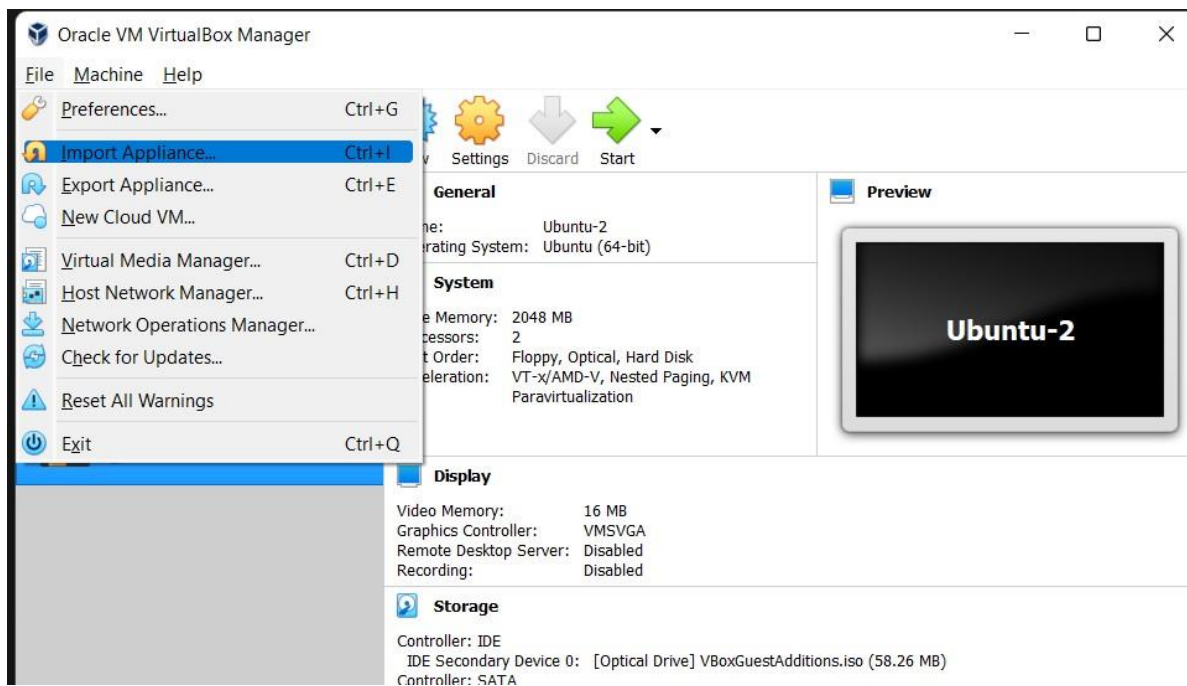 Oracle VM VirtualBox Manager
File Machine Help
Preferences... Ctrl+G
Import Appliance... Ctrl+I
Export Appliance... Ctrl+E
New Cloud VM...
Virtual Media Manager... Ctrl+D
Host Network Manager... Ctrl+H
Network Operations Manager...
Check for Updates...
Reset All Warnings
Exit Ctrl+Q
Settings Discard Start
General
Ubuntu-2
System: Ubuntu (64-bit)
System
Memory: 2048 MB
2
Order: Floppy, Optical, Hard Disk
VT-x/AMD-V, Nested Paging, KVM
Paravirtualization
Preview
Ubuntu-2
Display
Video Memory: 16 MB
Graphics Controller: VMSVGA
Remote Desktop Server: Disabled
Recording: Disabled
Storage
Controller: IDE
IDE Secondary Device 0: [Optical Drive] VBoxGuestAdditions.iso (58.26 MB)
Controller: SATA